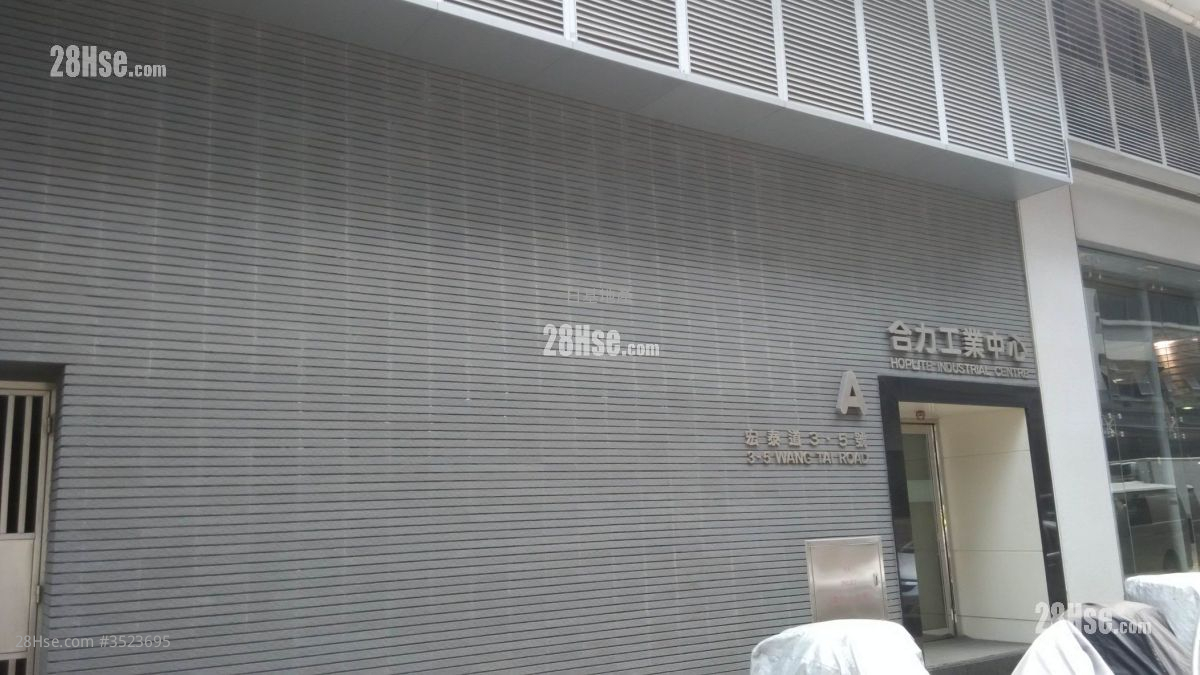 28Hse.com
28Hse.com
合力工業中心
HOPLITE INDUSTRIAL CENTRE
A
宏泰道3-5號
3-5 WANG TAI ROAD
28Hse.com
28Hse.com #3523695